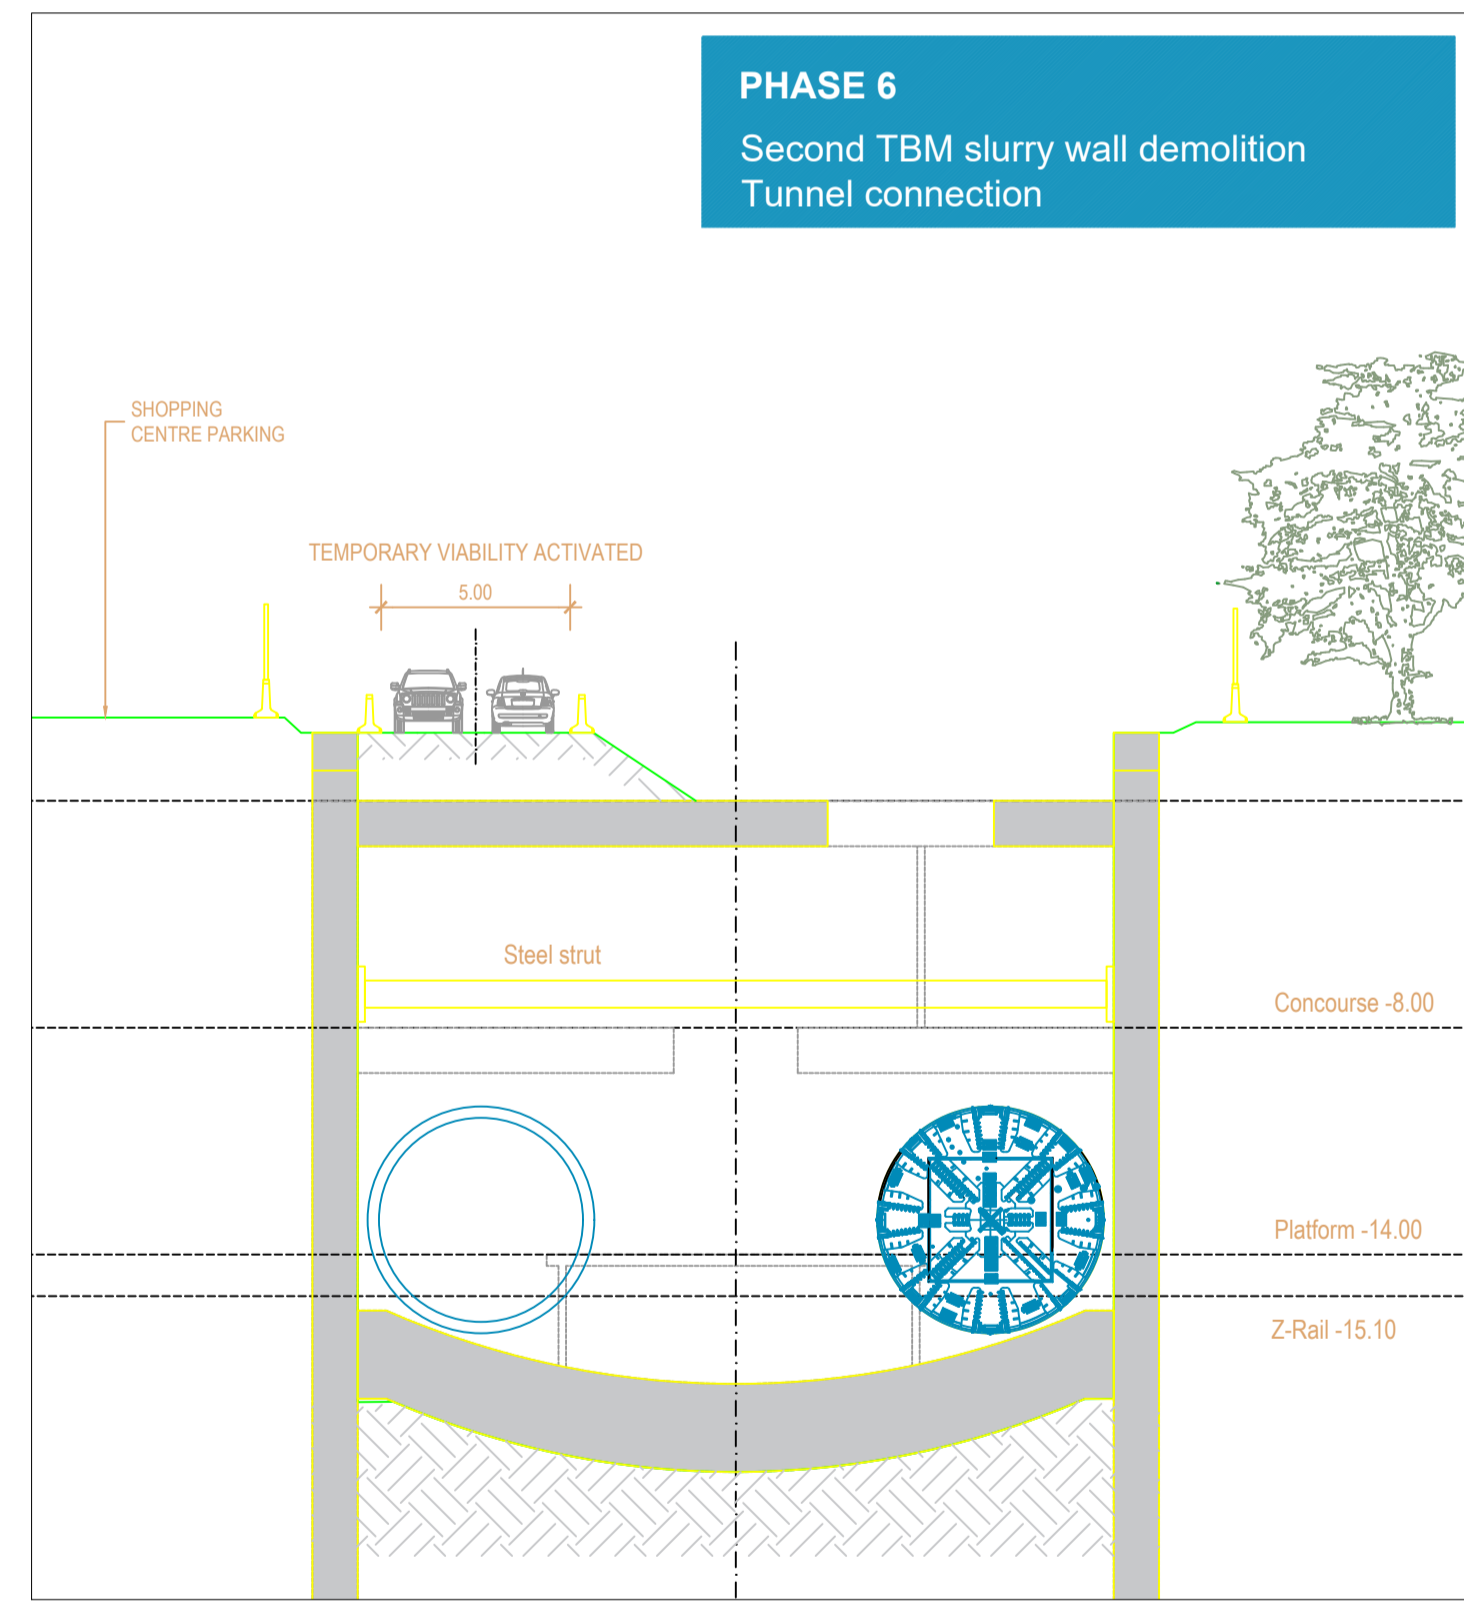 PHASE 6
Second TBM slurry wall demolition
Tunnel connection
SHOPPING
CENTRE PARKING
TEMPORARY VIABILITY ACTIVATED
5.00
Steel strut
Concourse -8.00
Platform -14.00
Z-Rail -15.10